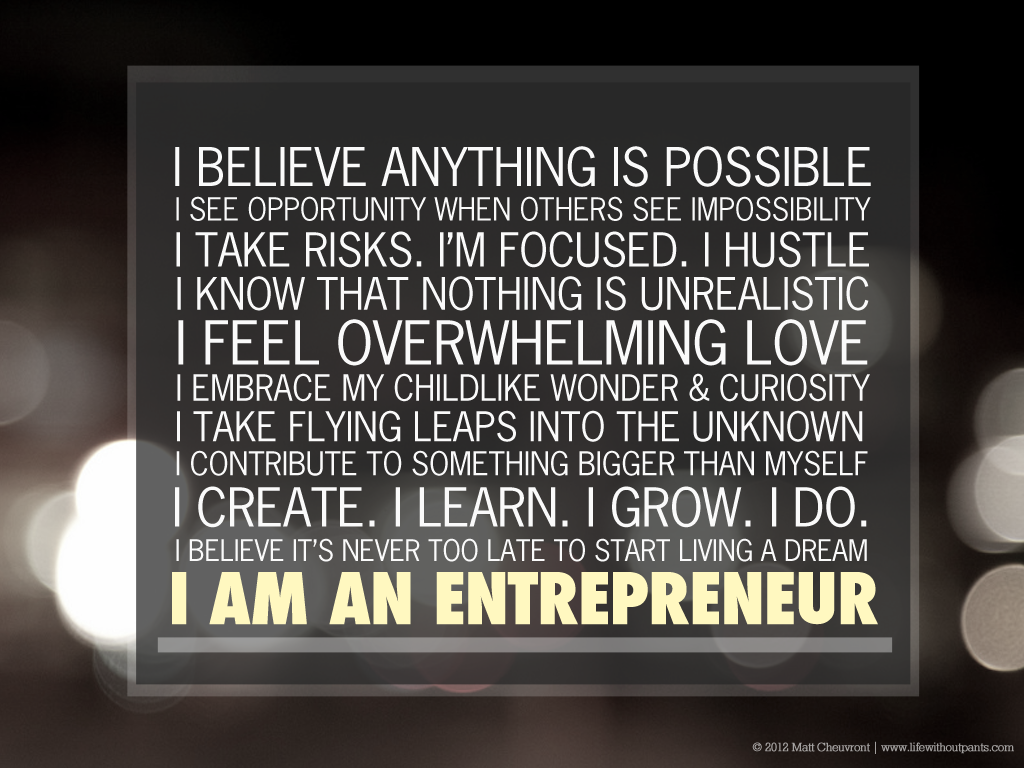 I BELIEVE ANYTHING IS POSSIBLE
I SEE OPPORTUNITY WHEN OTHERS SEE IMPOSSIBILITY
I TAKE RISKS. I'M FOCUSED. I HUSTLE
I KNOW THAT NOTHING IS UNREALISTIC
I FEEL OVERWHELMING LOVE
I EMBRACE MY CHILDLIKE WONDER & CURIOSITY
I TAKE FLYING LEAPS INTO THE UNKNOWN
I CONTRIBUTE TO SOMETHING BIGGER THAN MYSELF
I CREATE. I LEARN. I GROW. I DO.
I BELIEVE IT'S NEVER TOO LATE TO START LIVING A DREAM
I AM AN ENTREPRENEUR
© 2012 Matt Cheuvront | www.lifewithoutpants.com